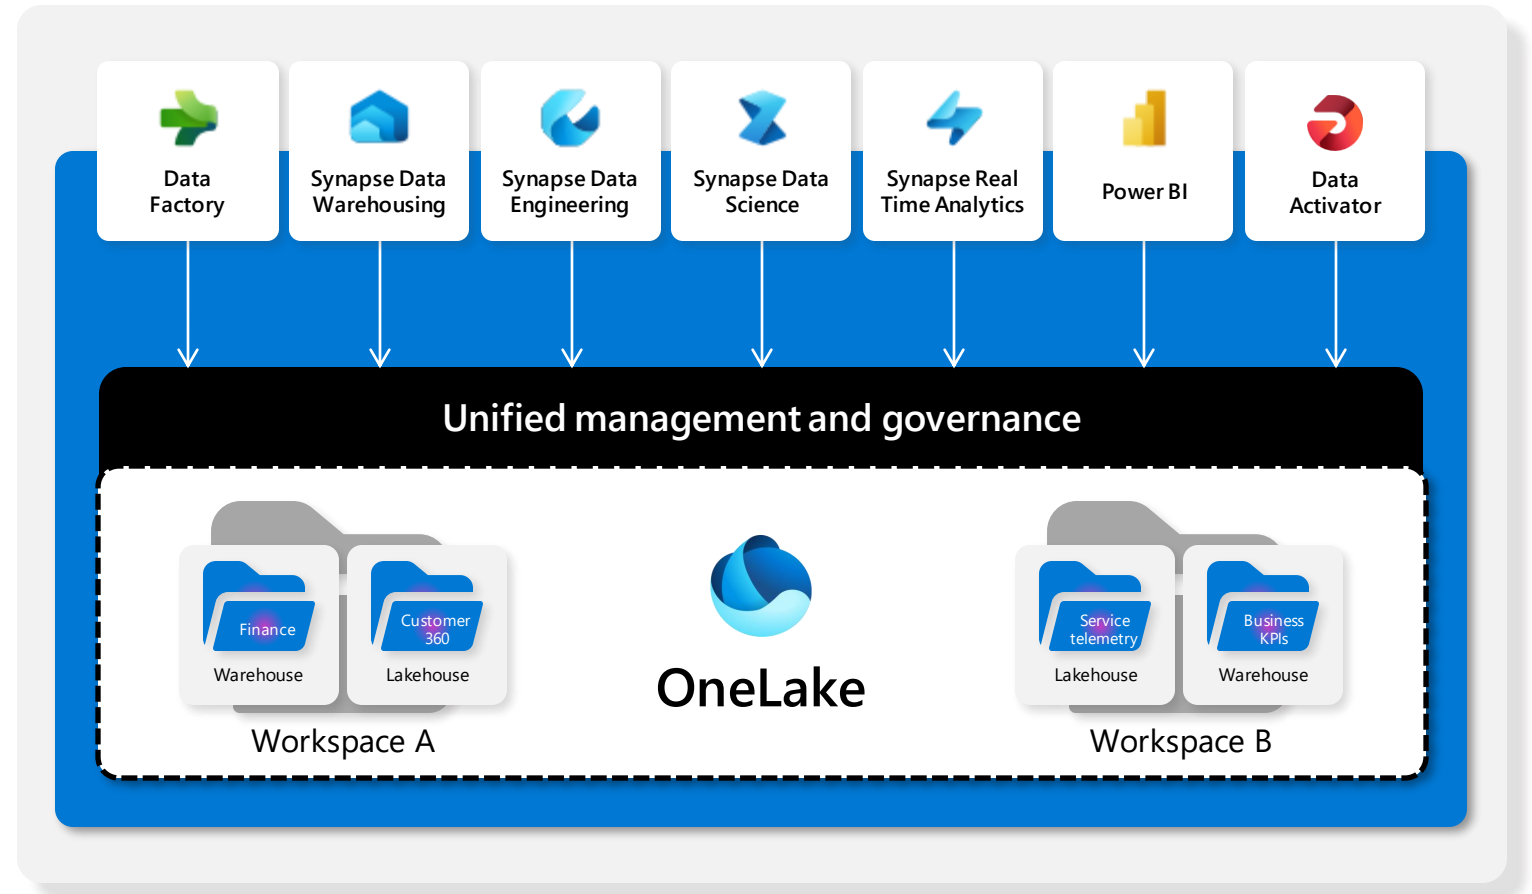 Data
Factory
Synapse Data
Warehousing
Synapse Data
Engineering
Synapse Data
Science
Synapse Real
Time Analytics
Power BI
Data
Activator
Unified management and governance
Finance
Warehouse
Customer
360
Lakehouse
Workspace A
OneLake
Service
telemetry
Lakehouse
Business
KPIs
Warehouse
Workspace B